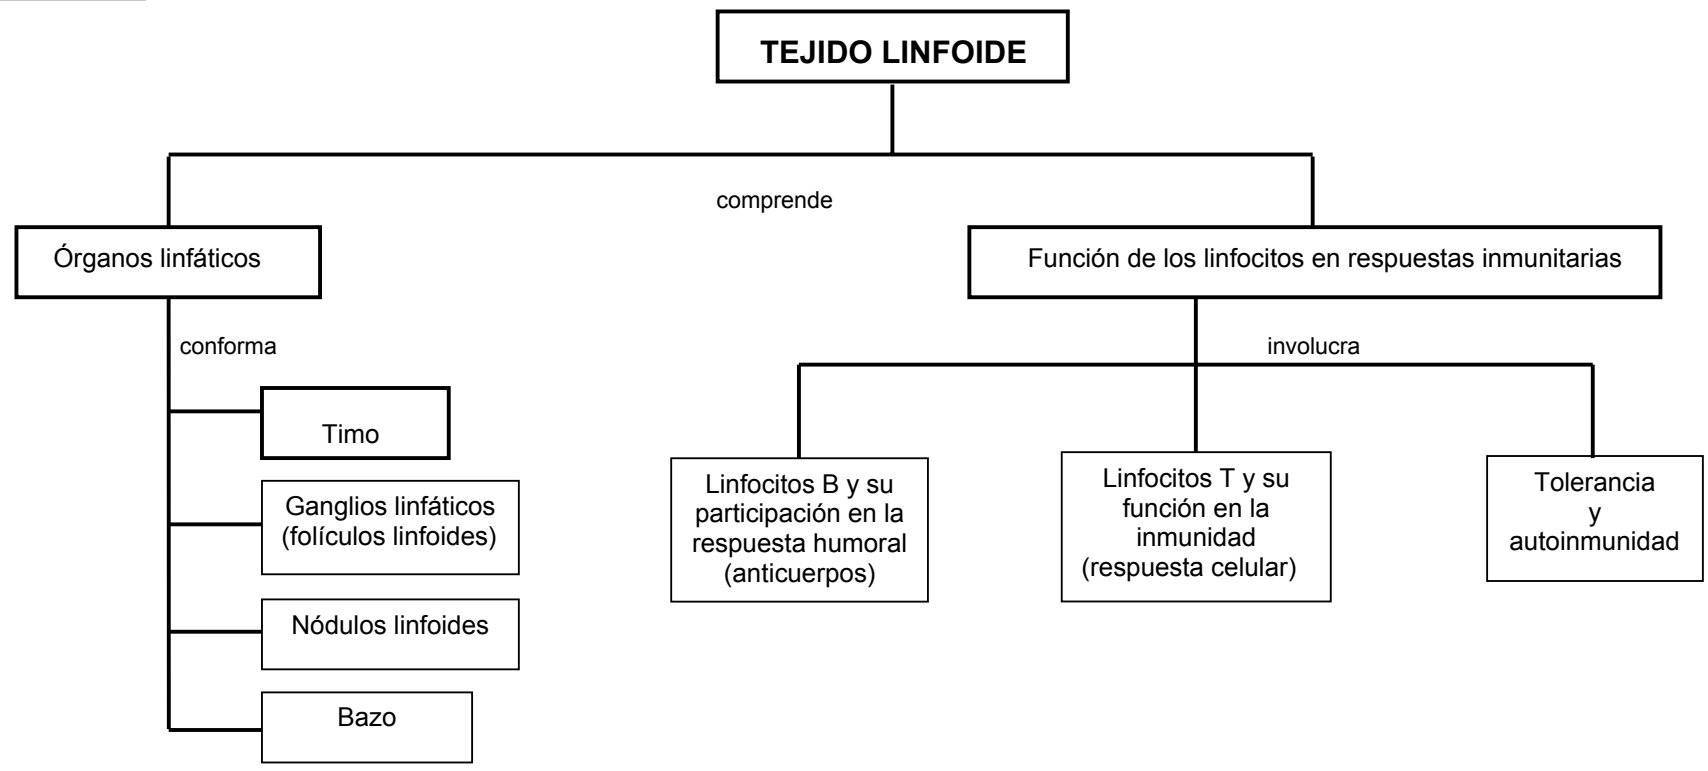 TEJIDO LINFOIDE
comprende
Órganos linfáticos
Función de los linfocitos en respuestas inmunitarias
conforma
involucra
Timo
Ganglios linfáticos
(folículos linfoides)
Nódulos linfoides
Bazo
Linfocitos B y su
participación en la
respuesta humoral
(anticuerpos)
Linfocitos T y su
función en la
inmunidad
(respuesta celular)
Tolerancia
y
autoinmunidad